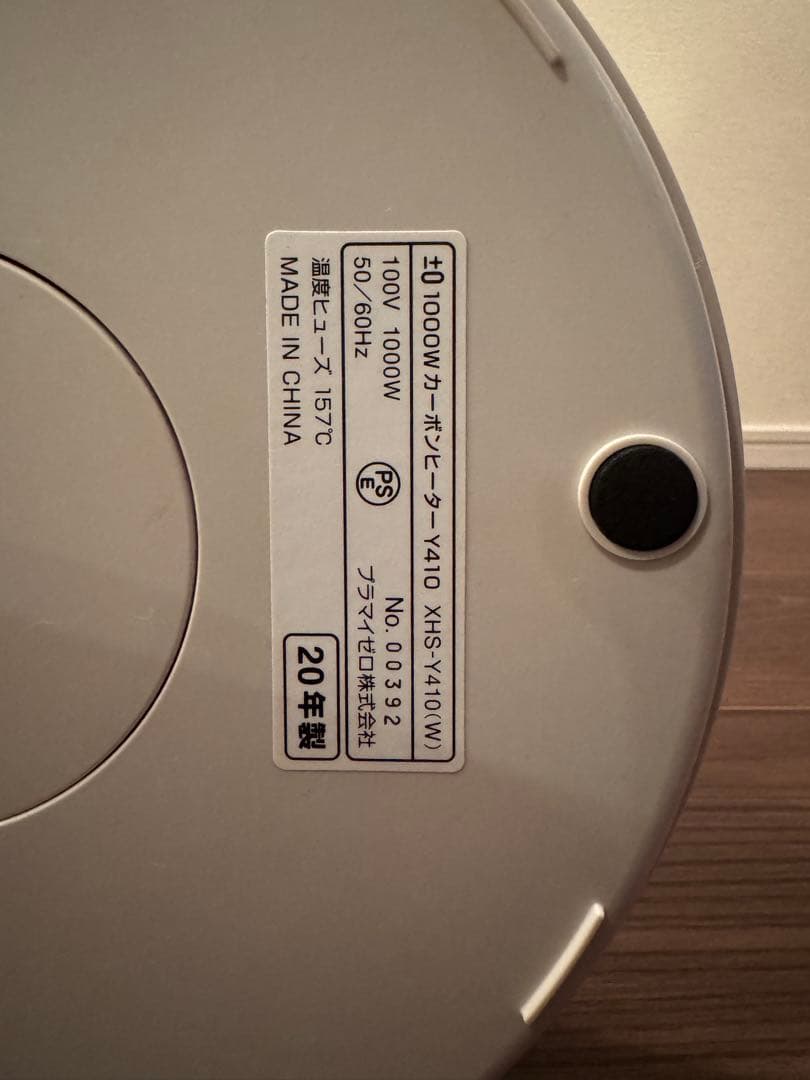 ±0 1000Wカーボンヒーター Y410 XHS-Y410(W)
100V 1000W
50/60Hz
PSE
No. 00392
プラマイゼロ株式会社
温度ヒューズ 157℃
MADE IN CHINA
20年製